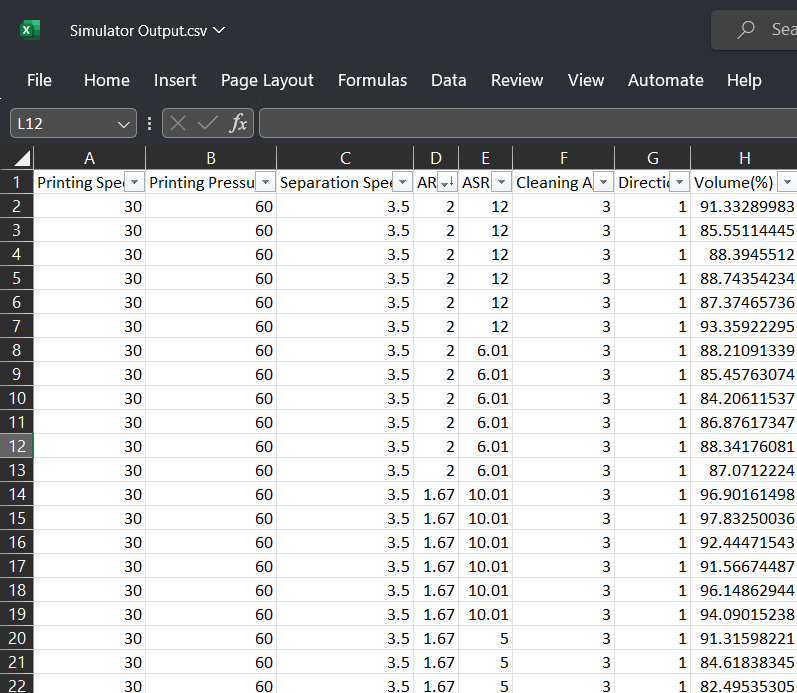 Simulator Output.csv
Sea
File Home Insert Page Layout Formulas Data Review View Automate Help
L12 fx
A B C D E F G H
1 Printing Spee Printing Pressu Separation Spee AR ASR Cleaning A Directio Volume(%)
2 30 60 3.5 2 12 3 1 91.33289983
3 30 60 3.5 2 12 3 1 85.55114445
4 30 60 3.5 2 12 3 1 88.3945512
5 30 60 3.5 2 12 3 1 88.74354234
6 30 60 3.5 2 12 3 1 87.37465736
7 30 60 3.5 2 12 3 1 93.35922295
8 30 60 3.5 2 6.01 3 1 88.21091339
9 30 60 3.5 2 6.01 3 1 85.45763074
10 30 60 3.5 2 6.01 3 1 84.20611537
11 30 60 3.5 2 6.01 3 1 86.87617347
12 30 60 3.5 2 6.01 3 1 88.34176081
13 30 60 3.5 2 6.01 3 1 87.0712224
14 30 60 3.5 1.67 10.01 3 1 96.90161498
15 30 60 3.5 1.67 10.01 3 1 97.83250036
16 30 60 3.5 1.67 10.01 3 1 92.44471543
17 30 60 3.5 1.67 10.01 3 1 91.56674487
18 30 60 3.5 1.67 10.01 3 1 96.14862944
19 30 60 3.5 1.67 10.01 3 1 94.09015238
20 30 60 3.5 1.67 5 3 1 91.31598221
21 30 60 3.5 1.67 5 3 1 84.61838345
22 30 60 3.5 1.67 5 3 1 82.49535305